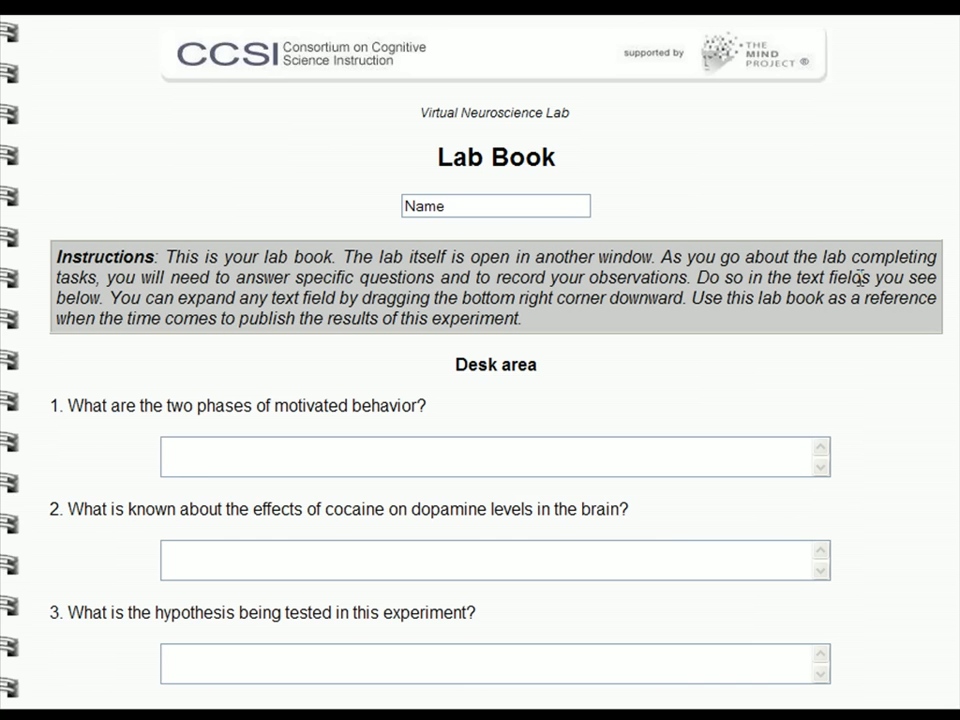 CCSI Consortium on Cognitive
Science Instruction
supported by
THE
MIND
PROJECT ®
Virtual Neuroscience Lab
Lab Book
Name
Instructions: This is your lab book. The lab itself is open in another window. As you go about the lab completing
tasks, you will need to answer specific questions and to record your observations. Do so in the text fields you see
below. You can expand any text field by dragging the bottom right corner downward. Use this lab book as a reference
when the time comes to publish the results of this experiment.
Desk area
1. What are the two phases of motivated behavior?
2. What is known about the effects of cocaine on dopamine levels in the brain?
3. What is the hypothesis being tested in this experiment?